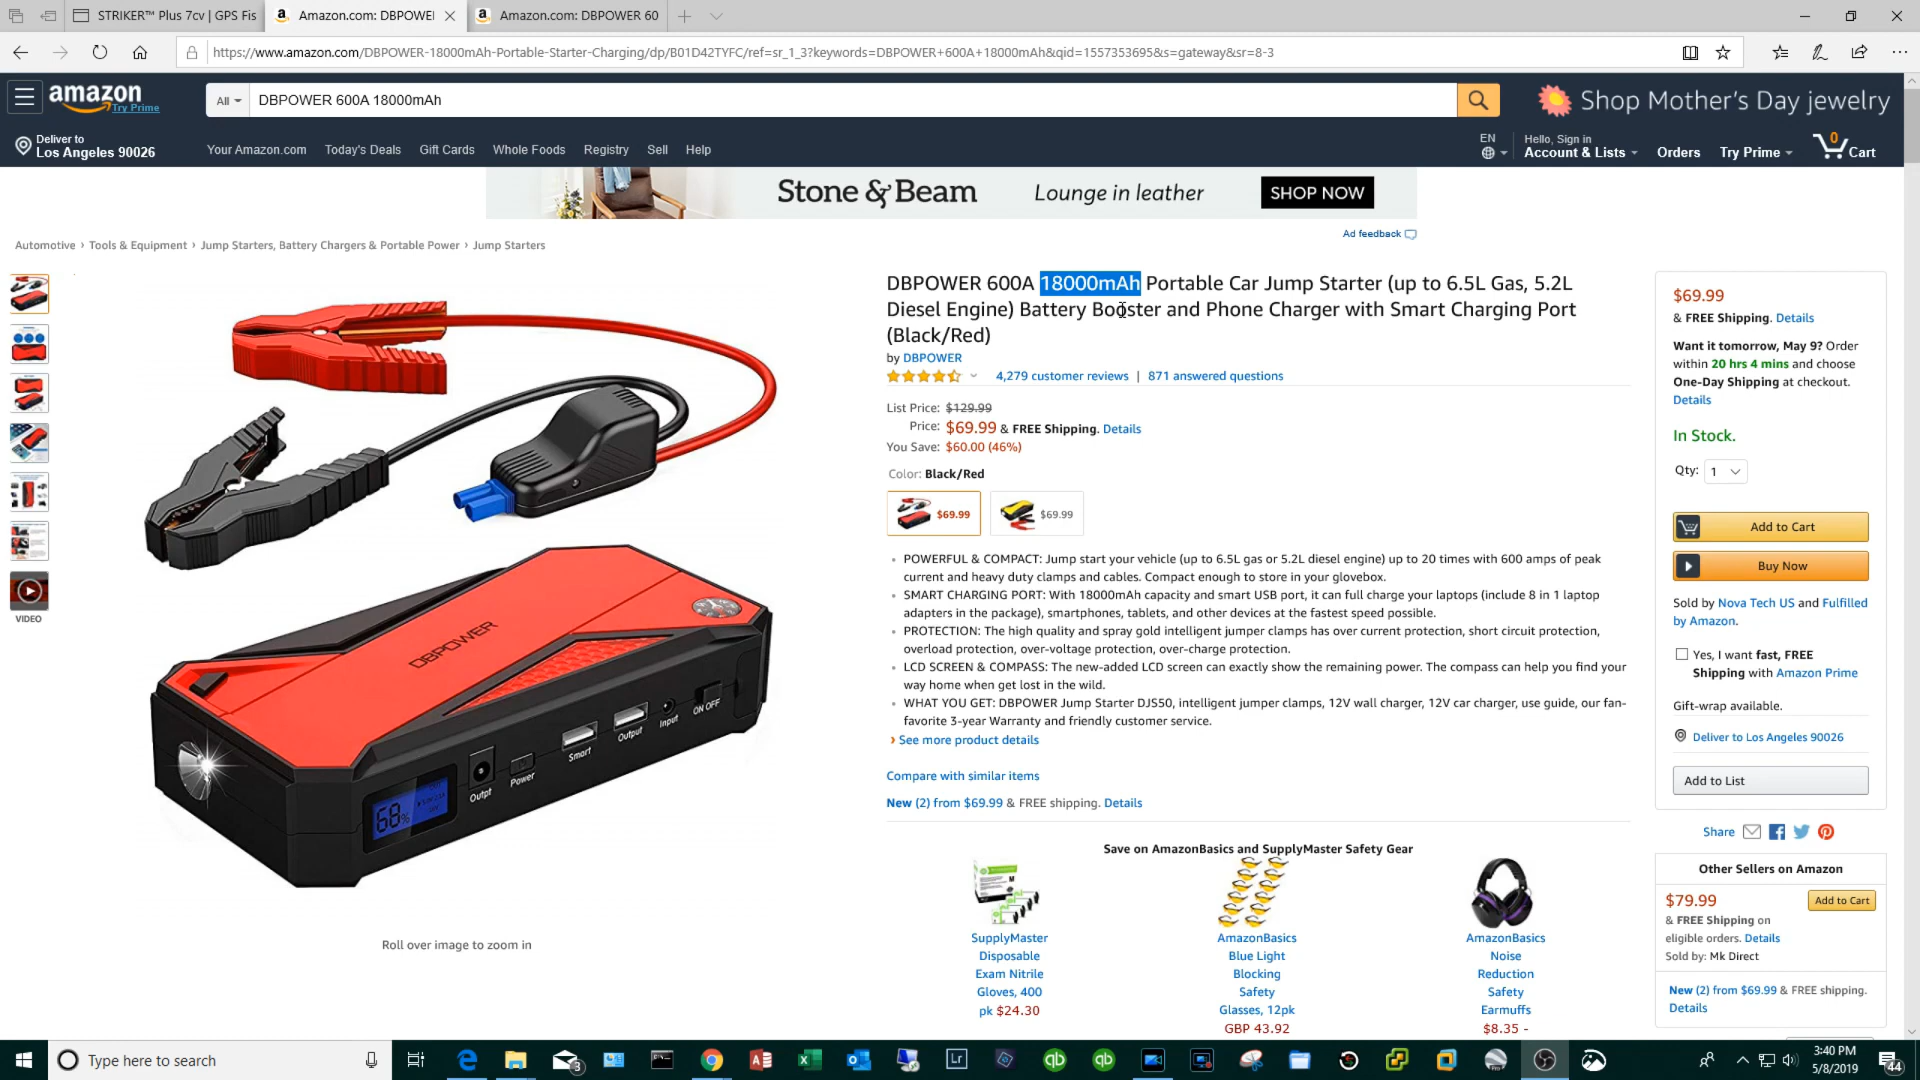 STRIKER™ Plus 7cv | GPS Fis
Amazon.com: DBPOWEI
Amazon.com: DBPOWER 60
https://www.amazon.com/DBPOWER-18000mAh-Portable-Starter-Charging/dp/B01D42TYFC/ref=sr_1_3?keywords=DBPOWER+600A+18000mAh&qid=1557353695&s=gateway&sr=8-3
amazon
Try Prime
All
DBPOWER 600A 18000mAh
Shop Mother's Day jewelry
Deliver to
Los Angeles 90026
Your Amazon.com Today's Deals Gift Cards Whole Foods Registry Sell Help
EN
Hello, Sign in
Account & Lists
Orders
Try Prime
0
Cart
Stone & Beam
Lounge in leather
SHOP NOW
Ad feedback
Automotive › Tools & Equipment › Jump Starters, Battery Chargers & Portable Power › Jump Starters
VIDEO
DBPOWER
68%
Outpt
Power
Smart
Output
Input
ON OFF
Roll over image to zoom in
DBPOWER 600A 18000mAh Portable Car Jump Starter (up to 6.5L Gas, 5.2L
Diesel Engine) Battery Booster and Phone Charger with Smart Charging Port
(Black/Red)
by DBPOWER
4,279 customer reviews | 871 answered questions
List Price: $129.99
Price: $69.99 & FREE Shipping. Details
You Save: $60.00 (46%)
Color: Black/Red
$69.99
$69.99
• POWERFUL & COMPACT: Jump start your vehicle (up to 6.5L gas or 5.2L diesel engine) up to 20 times with 600 amps of peak
current and heavy duty clamps and cables. Compact enough to store in your glovebox.
• SMART CHARGING PORT: With 18000mAh capacity and smart USB port, it can full charge your laptops (include 8 in 1 laptop
adapters in the package), smartphones, tablets, and other devices at the fastest speed possible.
• PROTECTION: The high quality and spray gold intelligent jumper clamps has over current protection, short circuit protection,
overload protection, over-voltage protection, over-charge protection.
• LCD SCREEN & COMPASS: The new-added LCD screen can exactly show the remaining power. The compass can help you find your
way home when get lost in the wild.
• WHAT YOU GET: DBPOWER Jump Starter DJS50, intelligent jumper clamps, 12V wall charger, 12V car charger, use guide, our fan-
favorite 3-year Warranty and friendly customer service.
› See more product details
Compare with similar items
New (2) from $69.99 & FREE shipping. Details
Save on AmazonBasics and SupplyMaster Safety Gear
SupplyMaster
Disposable
Exam Nitrile
Gloves, 400
pk $24.30
AmazonBasics
Blue Light
Blocking
Safety
Glasses, 12pk
GBP 43.92
AmazonBasics
Noise
Reduction
Safety
Earmuffs
$8.35 -
$69.99
& FREE Shipping. Details
Want it tomorrow, May 9? Order
within 20 hrs 4 mins and choose
One-Day Shipping at checkout.
Details
In Stock.
Qty: 1
Add to Cart
Buy Now
Sold by Nova Tech US and Fulfilled
by Amazon.
Yes, I want fast, FREE
Shipping with Amazon Prime
Gift-wrap available.
Deliver to Los Angeles 90026
Add to List
Share
Other Sellers on Amazon
$79.99
Add to Cart
& FREE Shipping on
eligible orders. Details
Sold by: Mk Direct
New (2) from $69.99 & FREE shipping.
Details
Type here to search
3
Lr
qb
qb
3:40 PM
5/8/2019
44